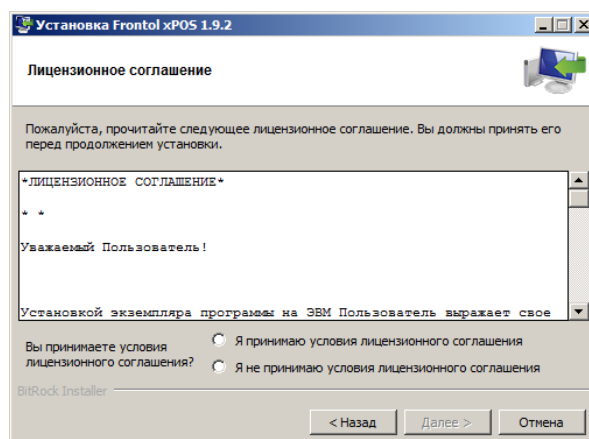 Установка Frontol xPOS 1.9.2
Лицензионное соглашение
Пожалуйста, прочитайте следующее лицензионное соглашение. Вы должны принять его
перед продолжением установки.
*ЛИЦЕНЗИОННОЕ СОГЛАШЕНИЕ*
* *
Уважаемый Пользователь!
Установкой экземпляра программы на ЭВМ Пользователь выражает свое
Вы принимаете условия
лицензионного соглашения?
Я принимаю условия лицензионного соглашения
Я не принимаю условия лицензионного соглашения
BitRock Installer
< Назад
Далее >
Отмена